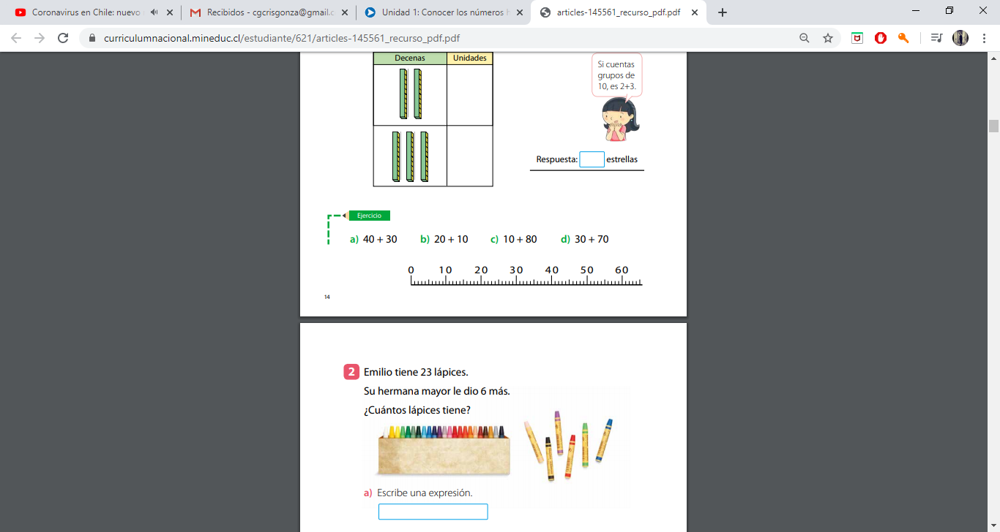 Coronavirus en Chile: nuevo
Recibidos - cgcrisgonza@gmail.c
Unidad 1: Conocer los números h
articles-145561_recurso_pdf.pdf
curriculumnacional.mineduc.cl/estudiante/621/articles-145561_recurso_pdf.pdf
Decenas Unidades
Si cuentas
grupos de
10, es 2+3.
Respuesta: estrellas
Ejercicio
a) 40 + 30 b) 20 + 10 c) 10 + 80 d) 30 + 70
0 10 20 30 40 50 60
14
2 Emilio tiene 23 lápices.
Su hermana mayor le dio 6 más.
¿Cuántos lápices tiene?
a) Escribe una expresión.